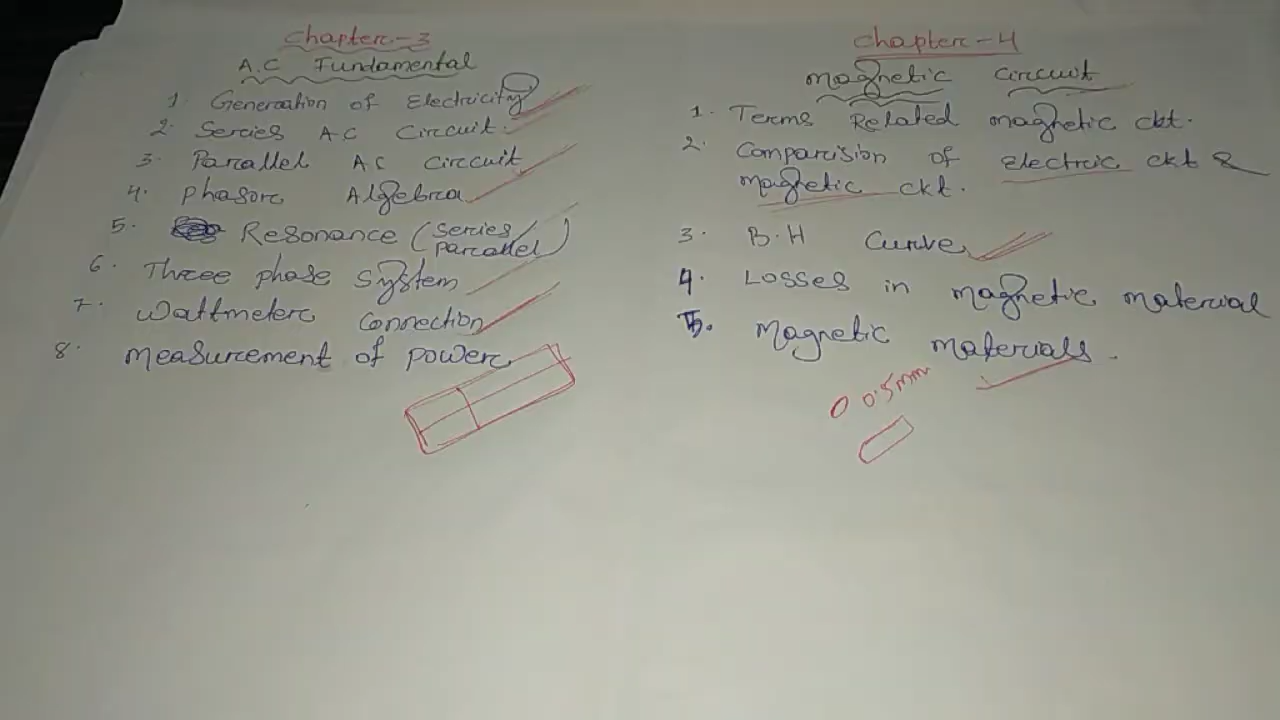 Chapter-3
A.C Fundamental
1. Generation of Electricity
2. Series A.C Circuit.
3. Parallel A.C Circuit
4. Phasor Algebra
5. Resonance (Series/
Parallel)
6. Three phase System
7. Wattmeter Connection
8. Measurement of power
Chapter-4
Magnetic Circuit
1. Terms Related magnetic ckt.
2. Comparision of electric ckt &
magnetic ckt.
3. B.H Curve
4. Losses in magnetic material
5. Magnetic materials.
0.5mm